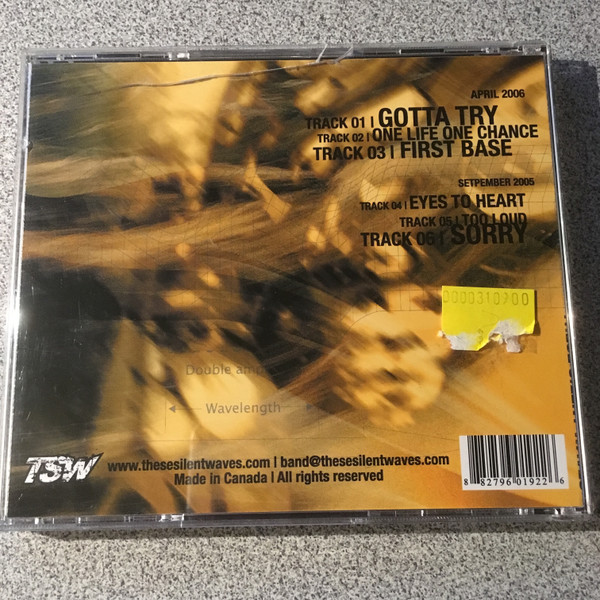 APRIL 2006
TRACK 01 | GOTTA TRY
TRACK 02 | ONE LIFE ONE CHANCE
TRACK 03 | FIRST BASE
SETPEMBER 2005
TRACK 04 | EYES TO HEART
TRACK 05 | TOO LOUD
TRACK 06 | SORRY
Double
Wavelength
TSW
www.thesesilentwaves.com | band@thesesilentwaves.com
Made in Canada | All rights reserved
8 82796 01922 6